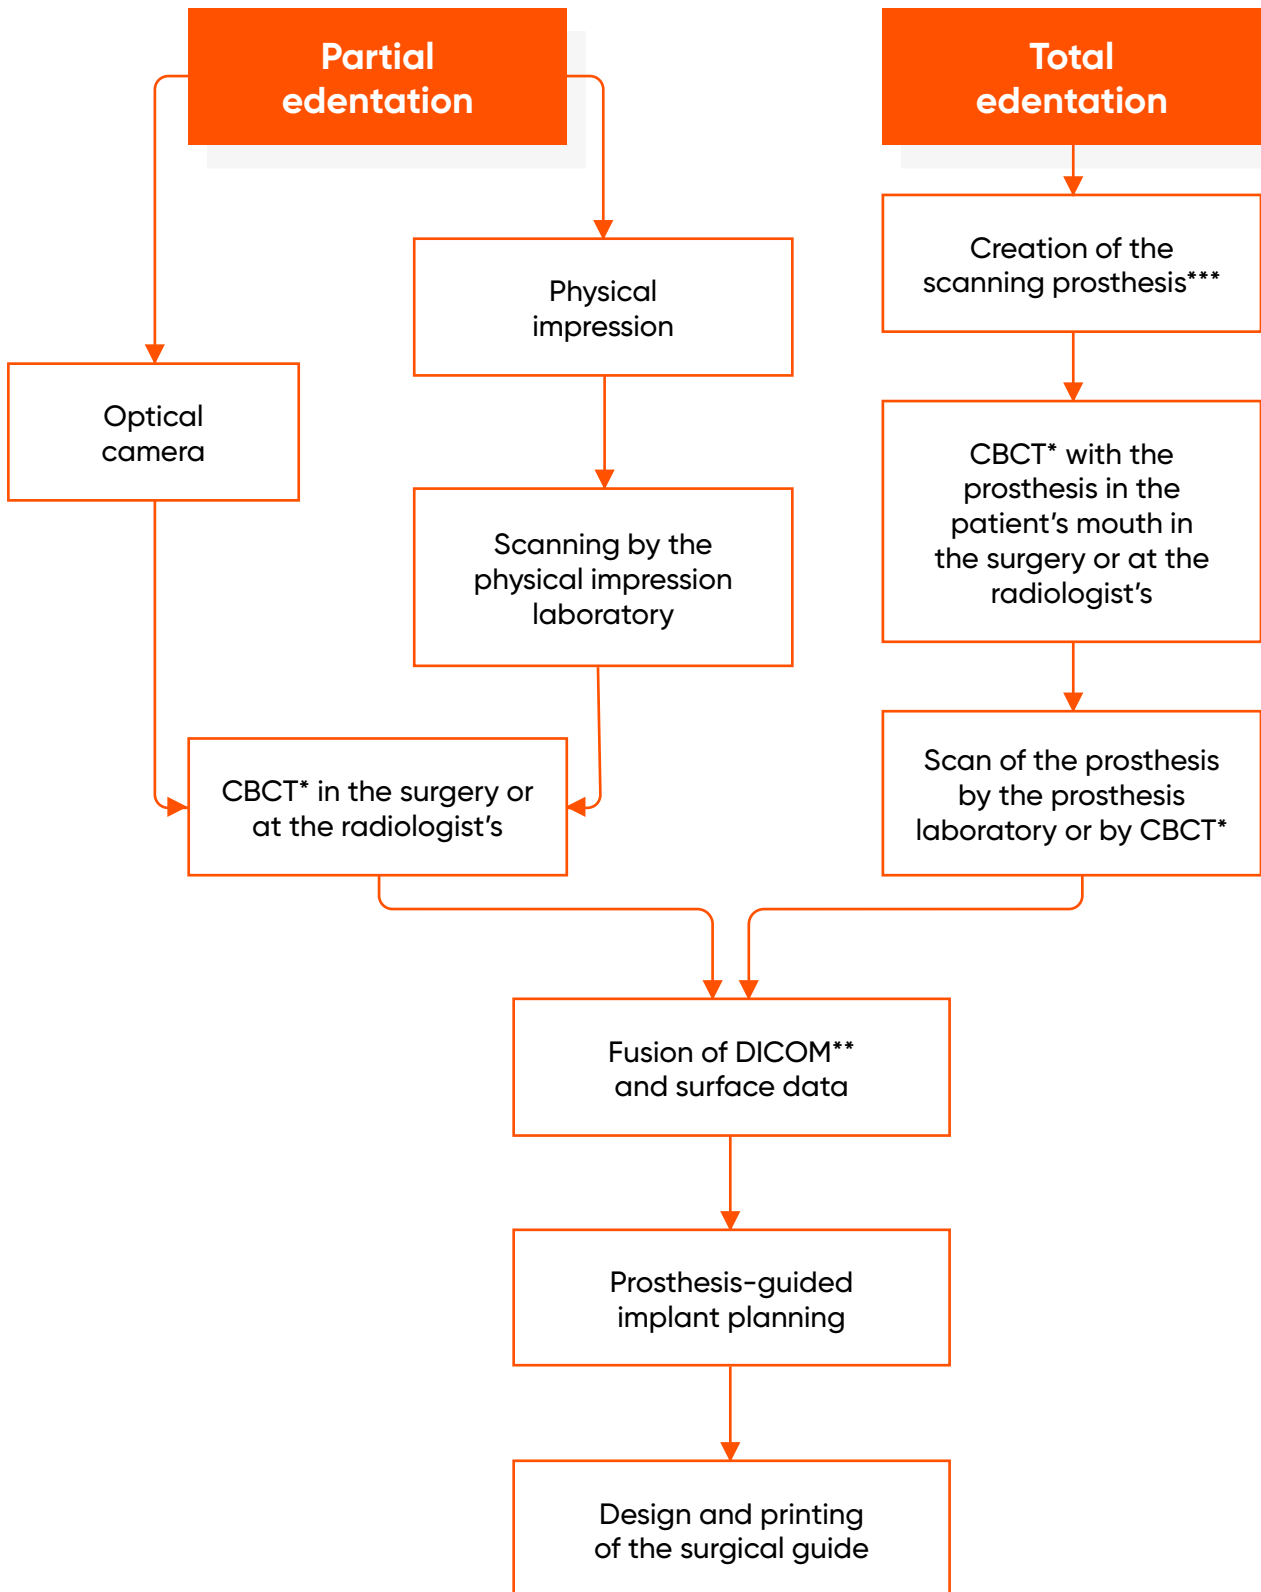 Partial
edentation
Total
edentation
Creation of the
scanning prosthesis***
Physical
impression
Optical
camera
CBCT* with the
prosthesis in the
patient’s mouth in
the surgery or at the
radiologist’s
Scanning by the
physical impression
laboratory
CBCT* in the surgery or
at the radiologist’s
Scan of the prosthesis
by the prosthesis
laboratory or by CBCT*
Fusion of DICOM**
and surface data
Prosthesis-guided
implant planning
Design and printing
of the surgical guide